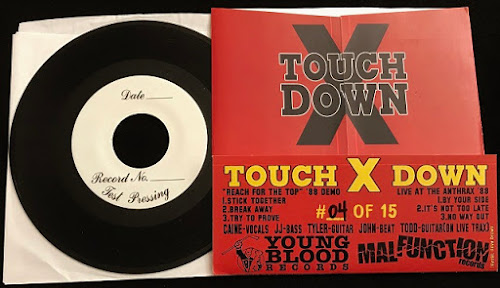 Date
Record No.
Test Pressing
X
TOUCH
DOWN
TOUCH X DOWN
"REACH FOR THE TOP" '88 DEMO
1.STICK TOGETHER
2.BREAK AWAY
3.TRY TO PROVE
#04 OF 15
LIVE AT THE ANTHRAX '89
1.BY YOUR SIDE
2.IT'S NOT TOO LATE
3.NO WAY OUT
CAINE-VOCALS JJ-BASS TYLER-GUITAR JOHN-BEAT TODD-GUITAR(ON LIVE TRAX)
YOUNG
BLOOD
RECORDS
MALFUNCTION
records